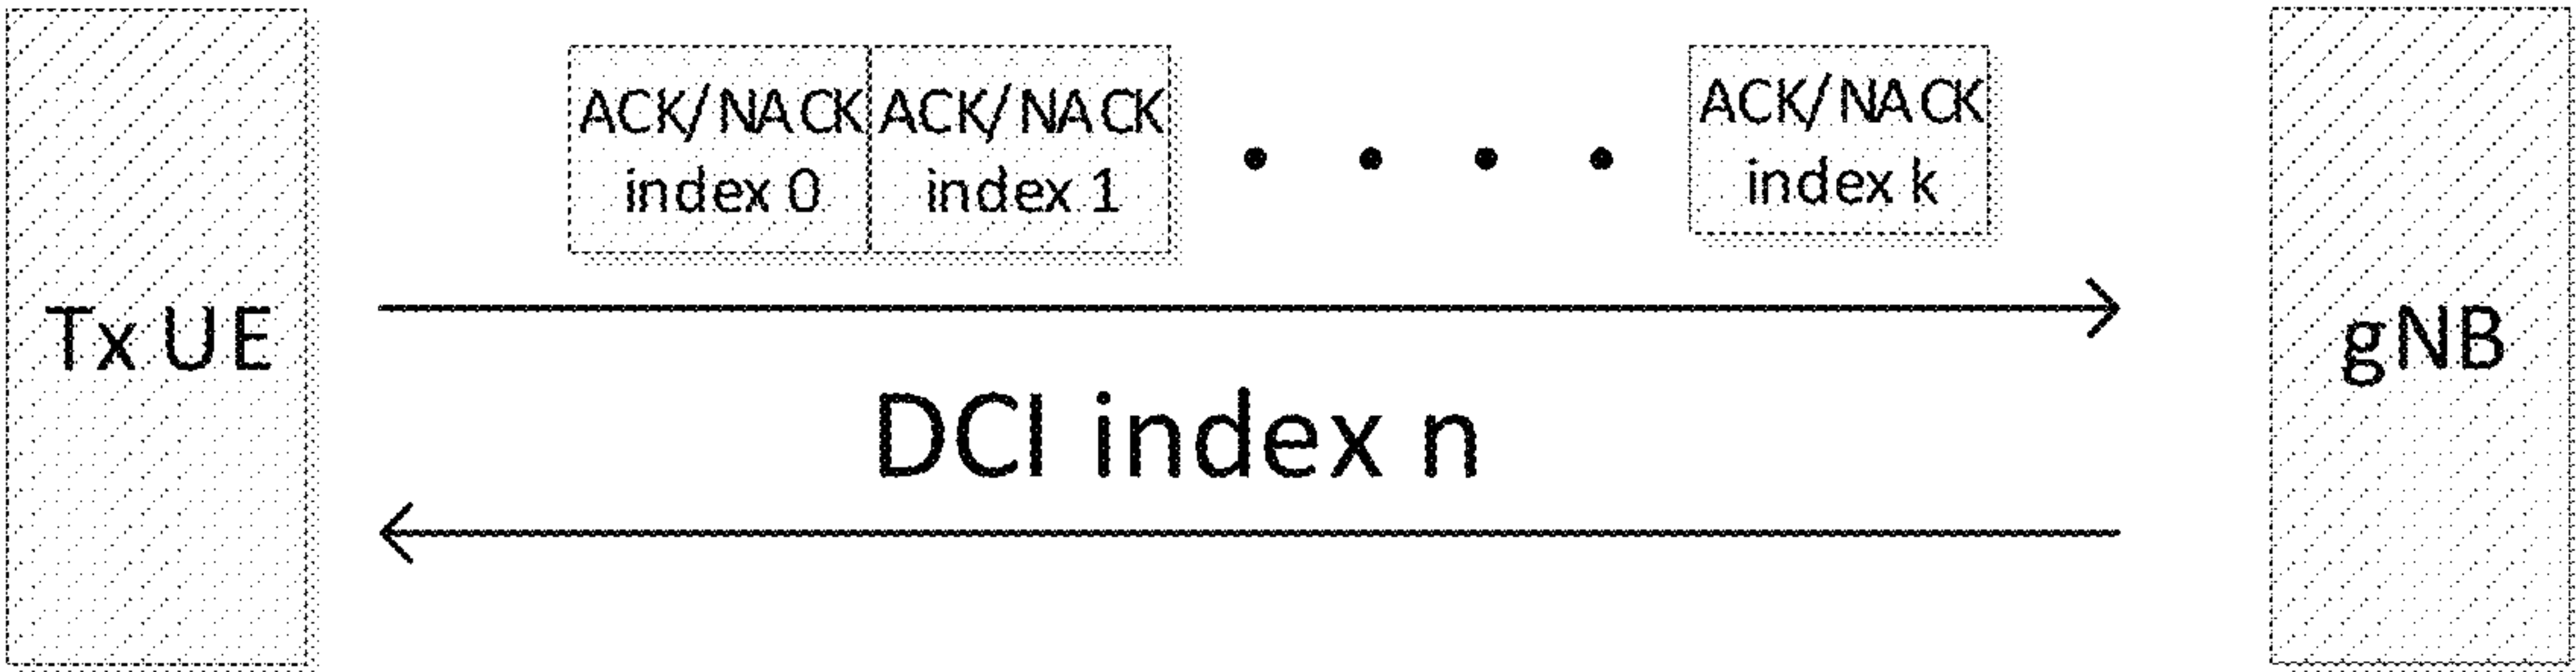 ACK/NACK ACK/NACK ACK/NACK
index 0 index 1 index k
Tx UE
gNB
DCI index n